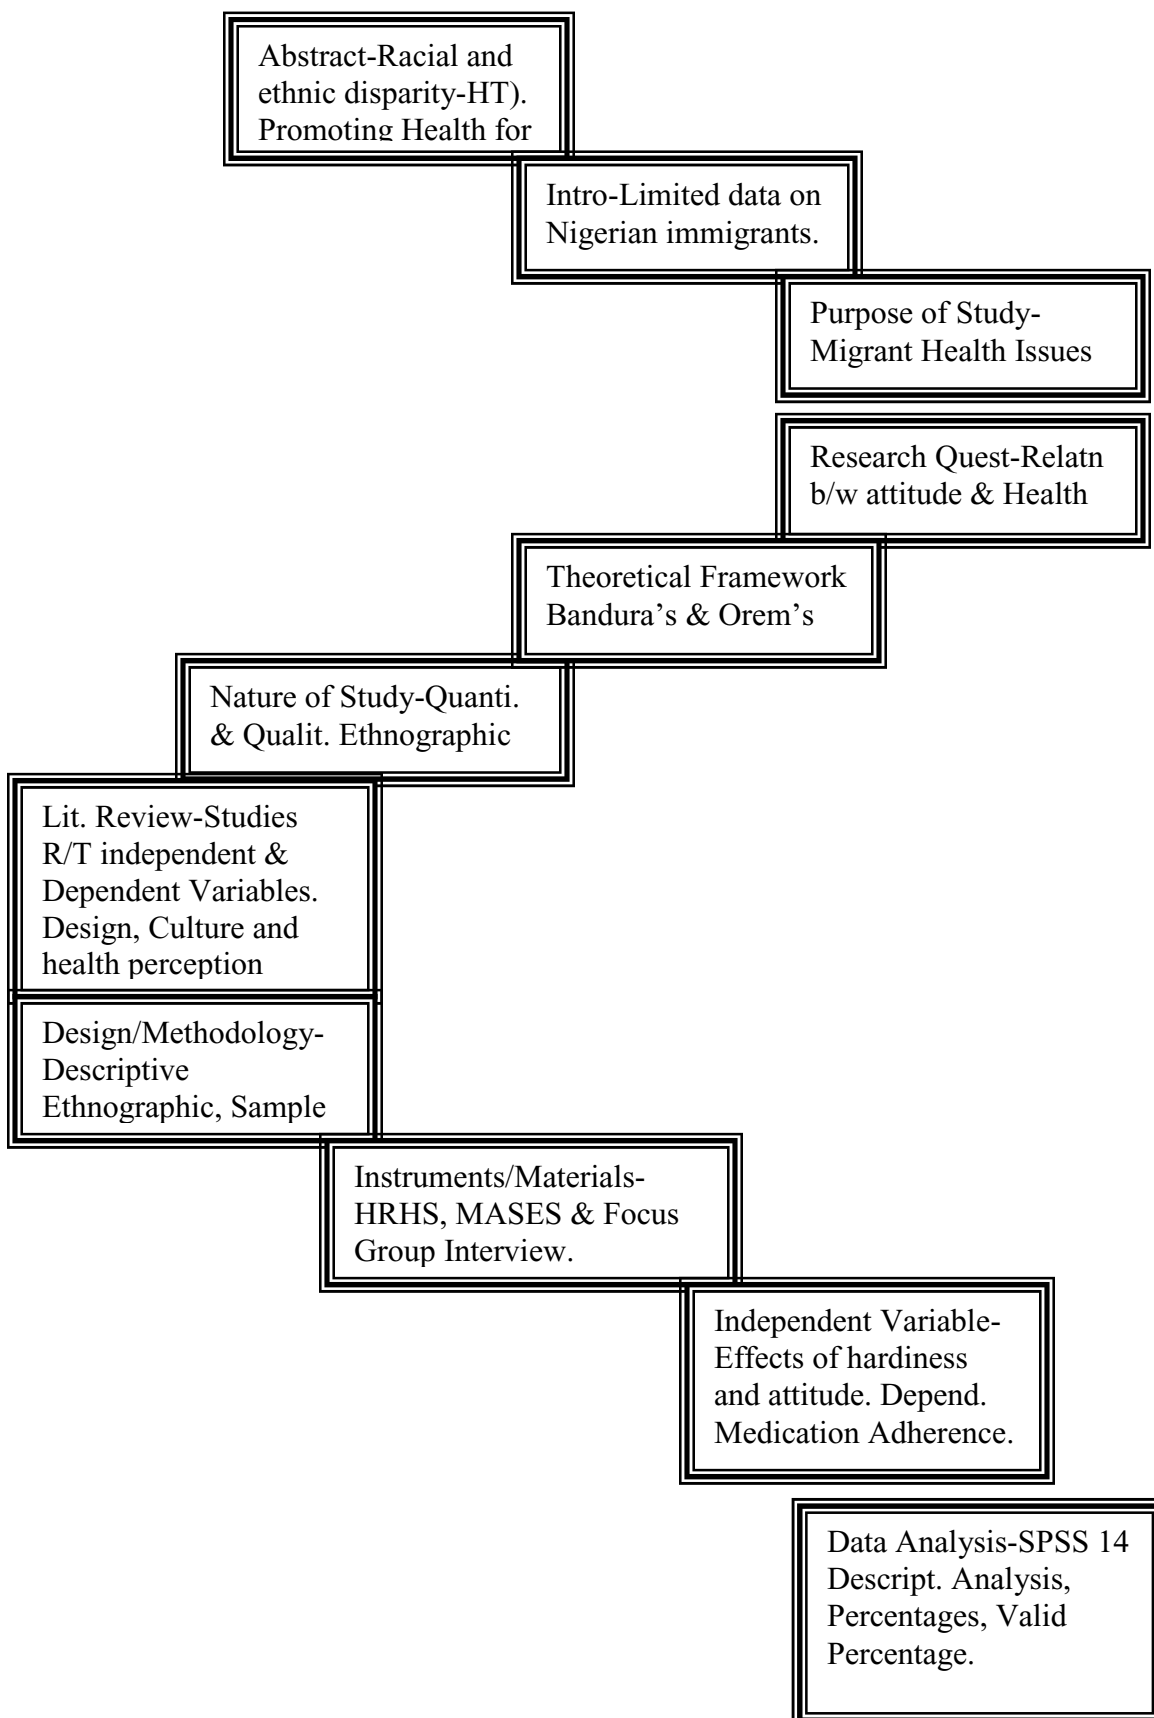 Abstract-Racial and
ethnic disparity-HT).
Promoting Health for
Intro-Limited data on
Nigerian immigrants.
Purpose of Study-
Migrant Health Issues
Research Quest-Relatn
b/w attitude & Health
Theoretical Framework
Bandura’s & Orem’s
Nature of Study-Quanti.
& Qualit. Ethnographic
Lit. Review-Studies
R/T independent &
Dependent Variables.
Design, Culture and
health perception
Design/Methodology-
Descriptive
Ethnographic, Sample
Instruments/Materials-
HRHS, MASES & Focus
Group Interview.
Independent Variable-
Effects of hardiness
and attitude. Depend.
Medication Adherence.
Data Analysis-SPSS 14
Descript. Analysis,
Percentages, Valid
Percentage.